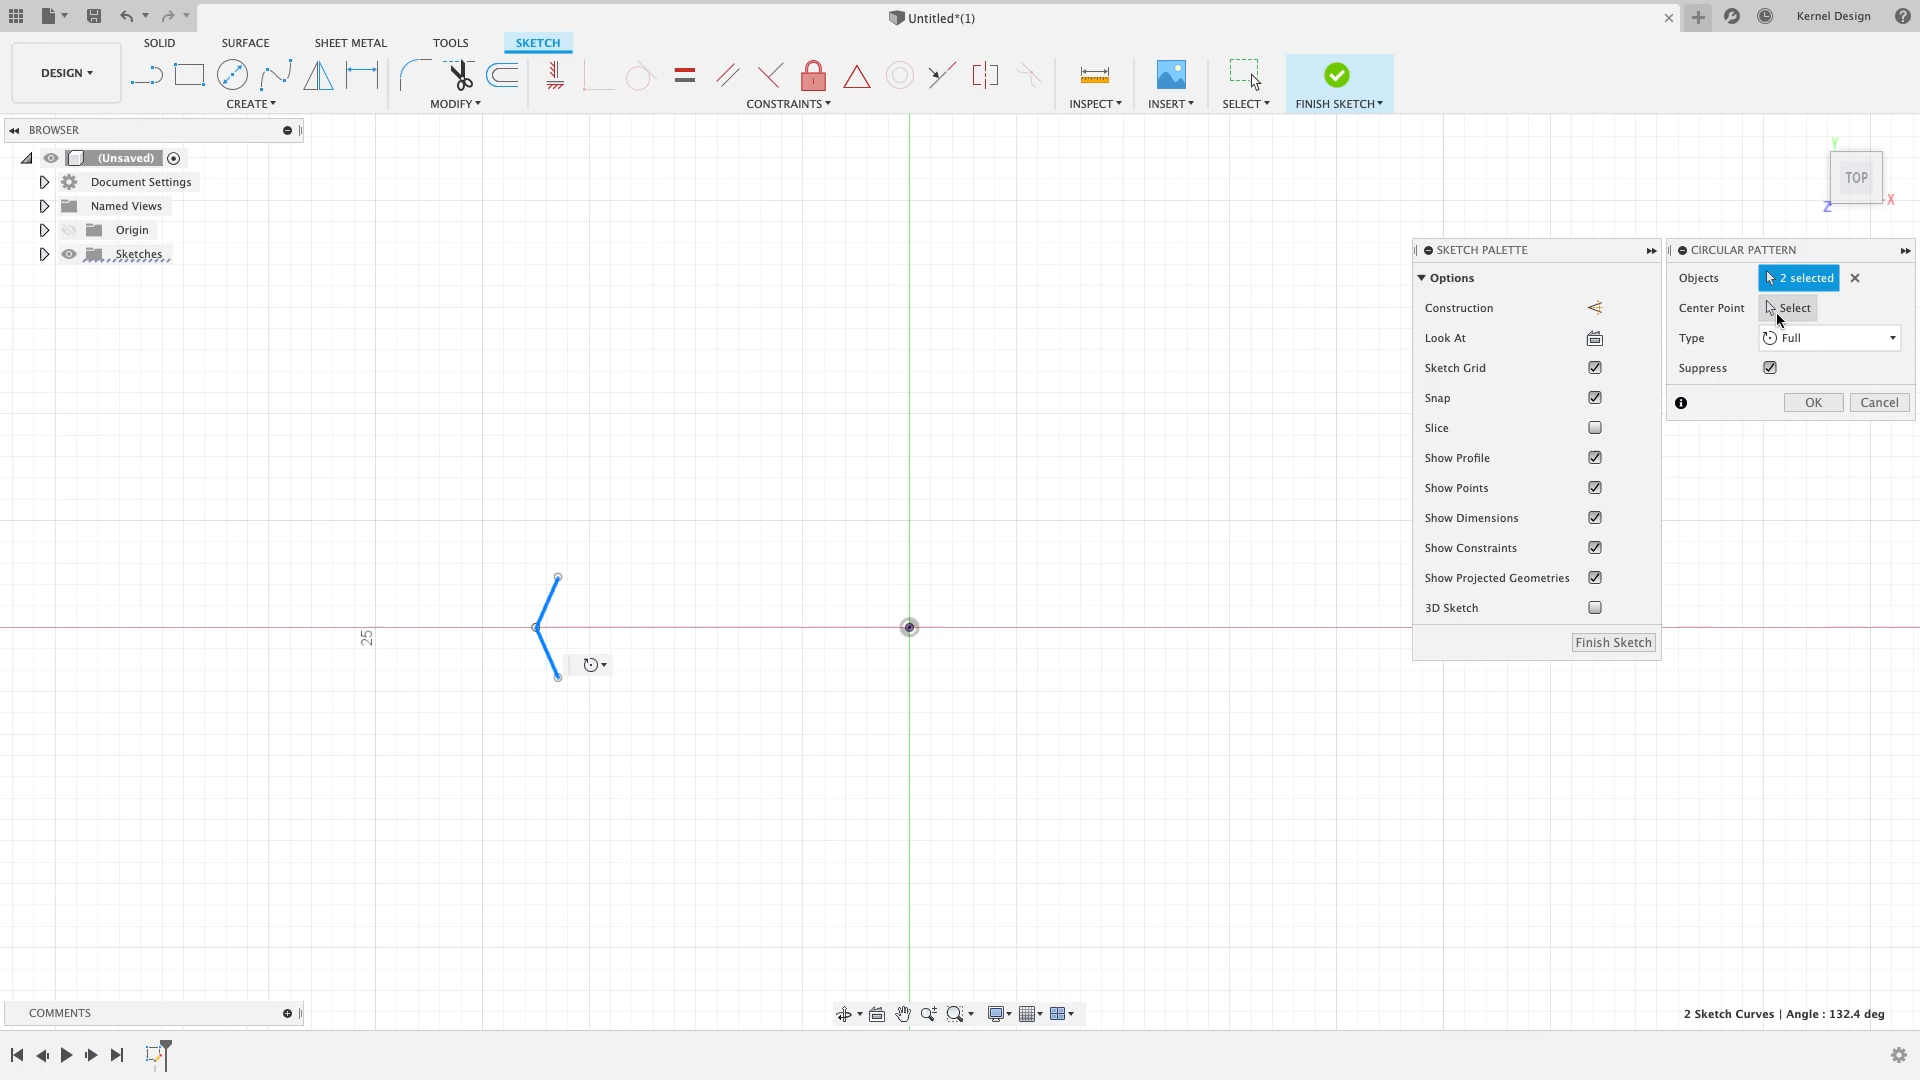 Untitled*(1)
Kernel Design
SOLID
SURFACE
SHEET METAL
TOOLS
SKETCH
DESIGN
CREATE
MODIFY
CONSTRAINTS
INSPECT
INSERT
SELECT
FINISH SKETCH
BROWSER
(Unsaved)
Document Settings
Named Views
Origin
Sketches
Y
TOP
X
Z
SKETCH PALETTE
Options
Construction
Look At
Sketch Grid
Snap
Slice
Show Profile
Show Points
Show Dimensions
Show Constraints
Show Projected Geometries
3D Sketch
Finish Sketch
CIRCULAR PATTERN
Objects 2 selected
Center Point Select
Type Full
Suppress
OK Cancel
25
COMMENTS
2 Sketch Curves | Angle : 132.4 deg